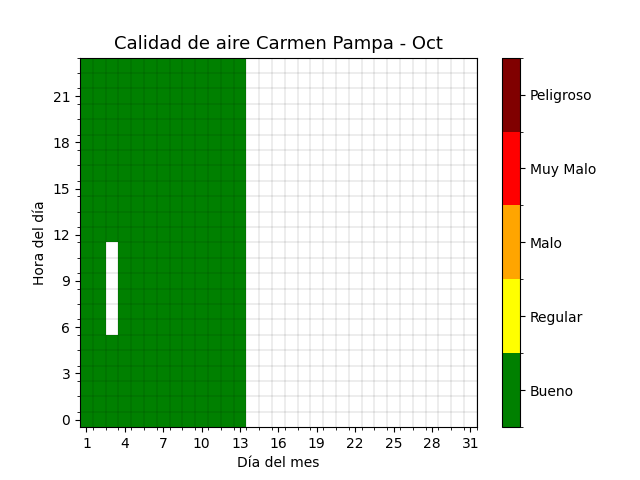 Calidad de aire Carmen Pampa - Oct
Hora del día
21
18
15
12
9
6
3
0
1 4 7 10 13 16 19 22 25 28 31
Día del mes
Peligroso
Muy Malo
Malo
Regular
Bueno